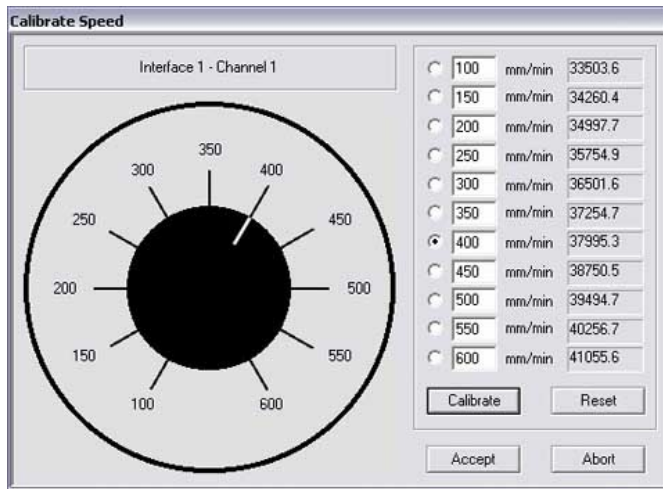 Calibrate Speed
Interface 1 - Channel 1
350
300
400
250
450
200
500
150
550
100
600
100 mm/min 33503.6
150 mm/min 34260.4
200 mm/min 34997.7
250 mm/min 35754.9
300 mm/min 36501.6
350 mm/min 37254.7
400 mm/min 37995.3
450 mm/min 38750.5
500 mm/min 39494.7
550 mm/min 40256.7
600 mm/min 41055.6
Calibrate Reset
Accept Abort